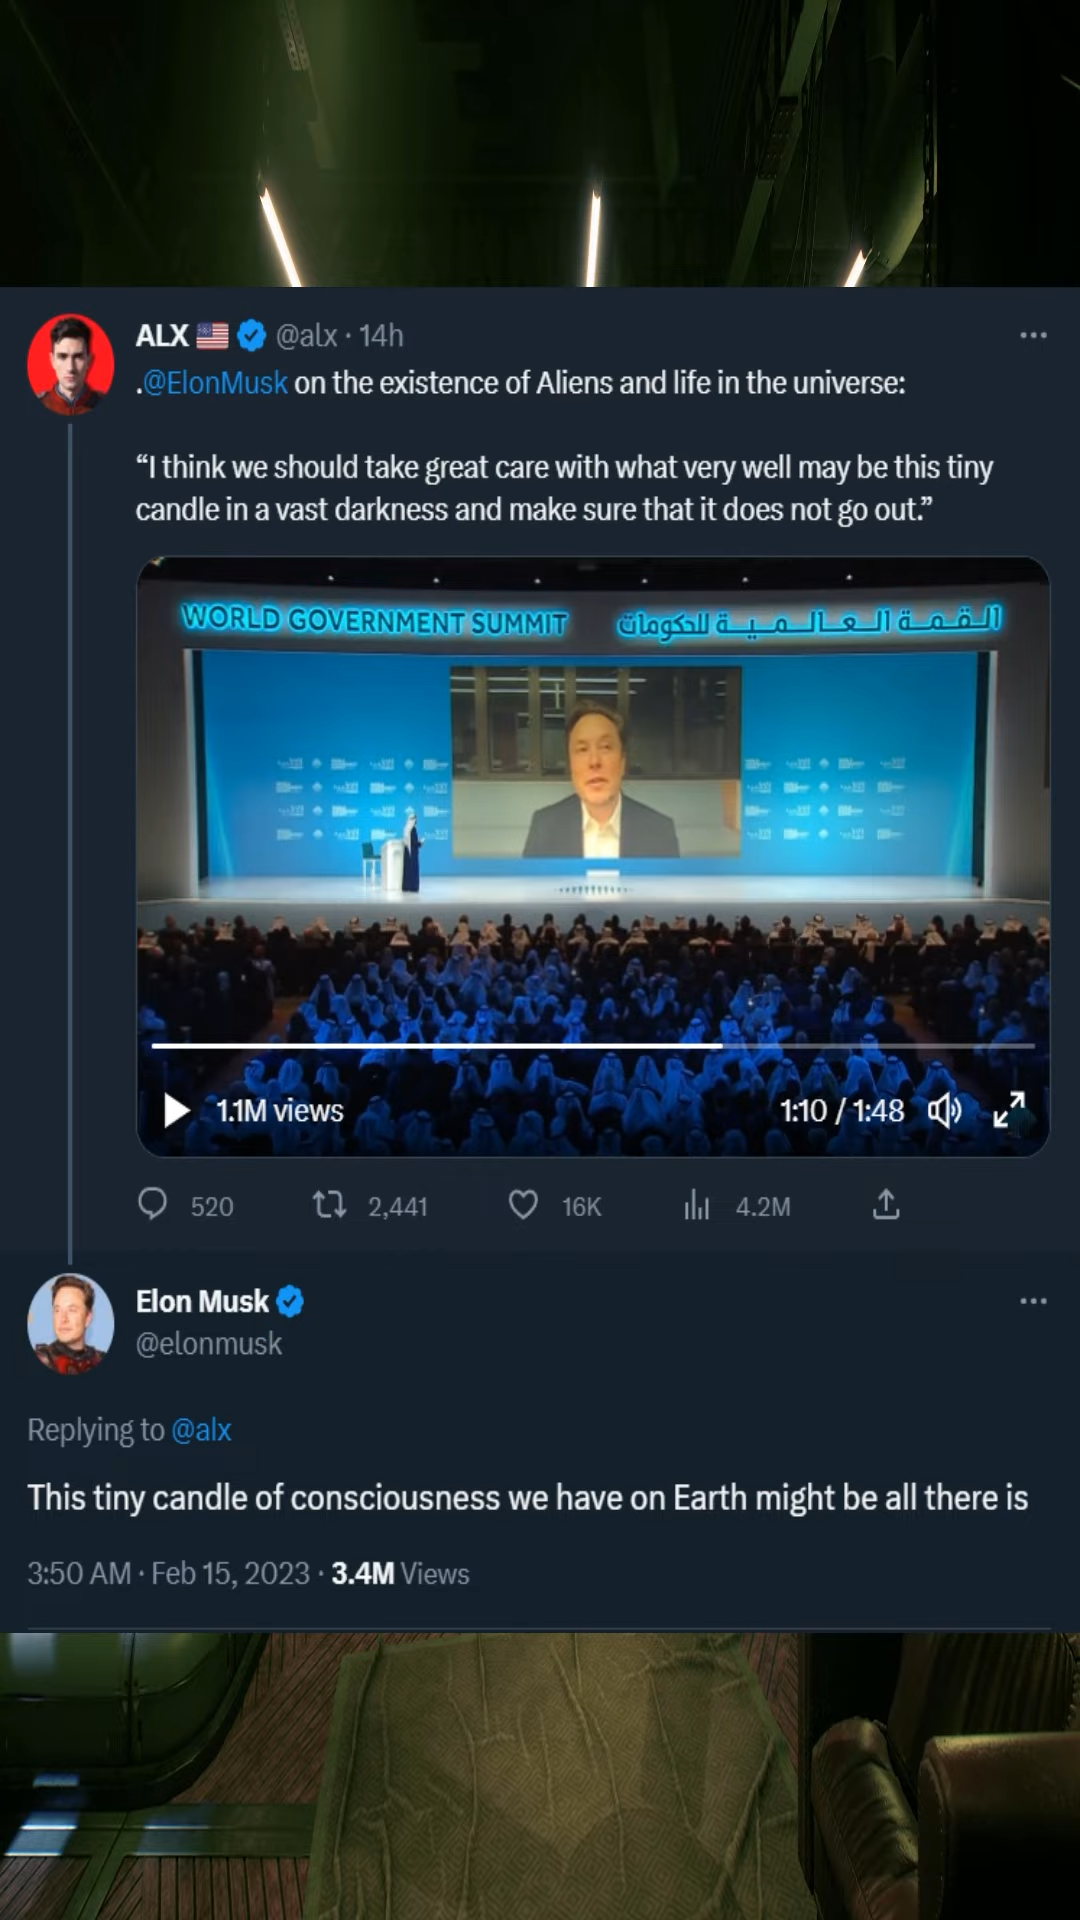 ALX 🇺🇸 @alx · 14h
.@ElonMusk on the existence of Aliens and life in the universe:
“I think we should take great care with what very well may be this tiny
candle in a vast darkness and make sure that it does not go out.”
WORLD GOVERNMENT SUMMIT القمة العالمية للحكومات
1.1M views 1:10 / 1:48
520 2,441 16K 4.2M
Elon Musk
@elonmusk
Replying to @alx
This tiny candle of consciousness we have on Earth might be all there is
3:50 AM · Feb 15, 2023 · 3.4M Views